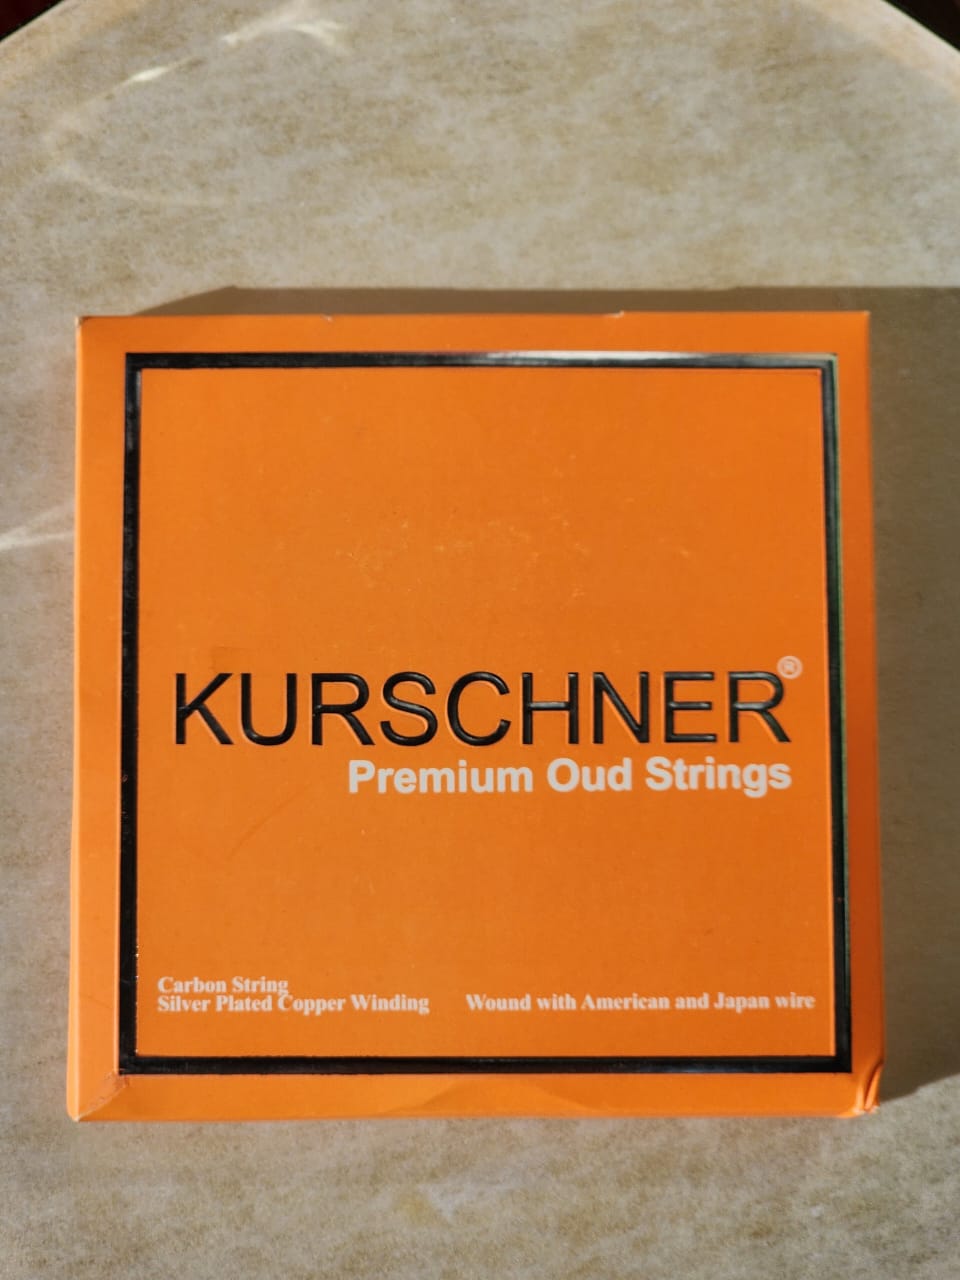 KURSCHNER®
Premium Oud Strings
Carbon String
Silver Plated Copper Winding
Wound with American and Japan wire